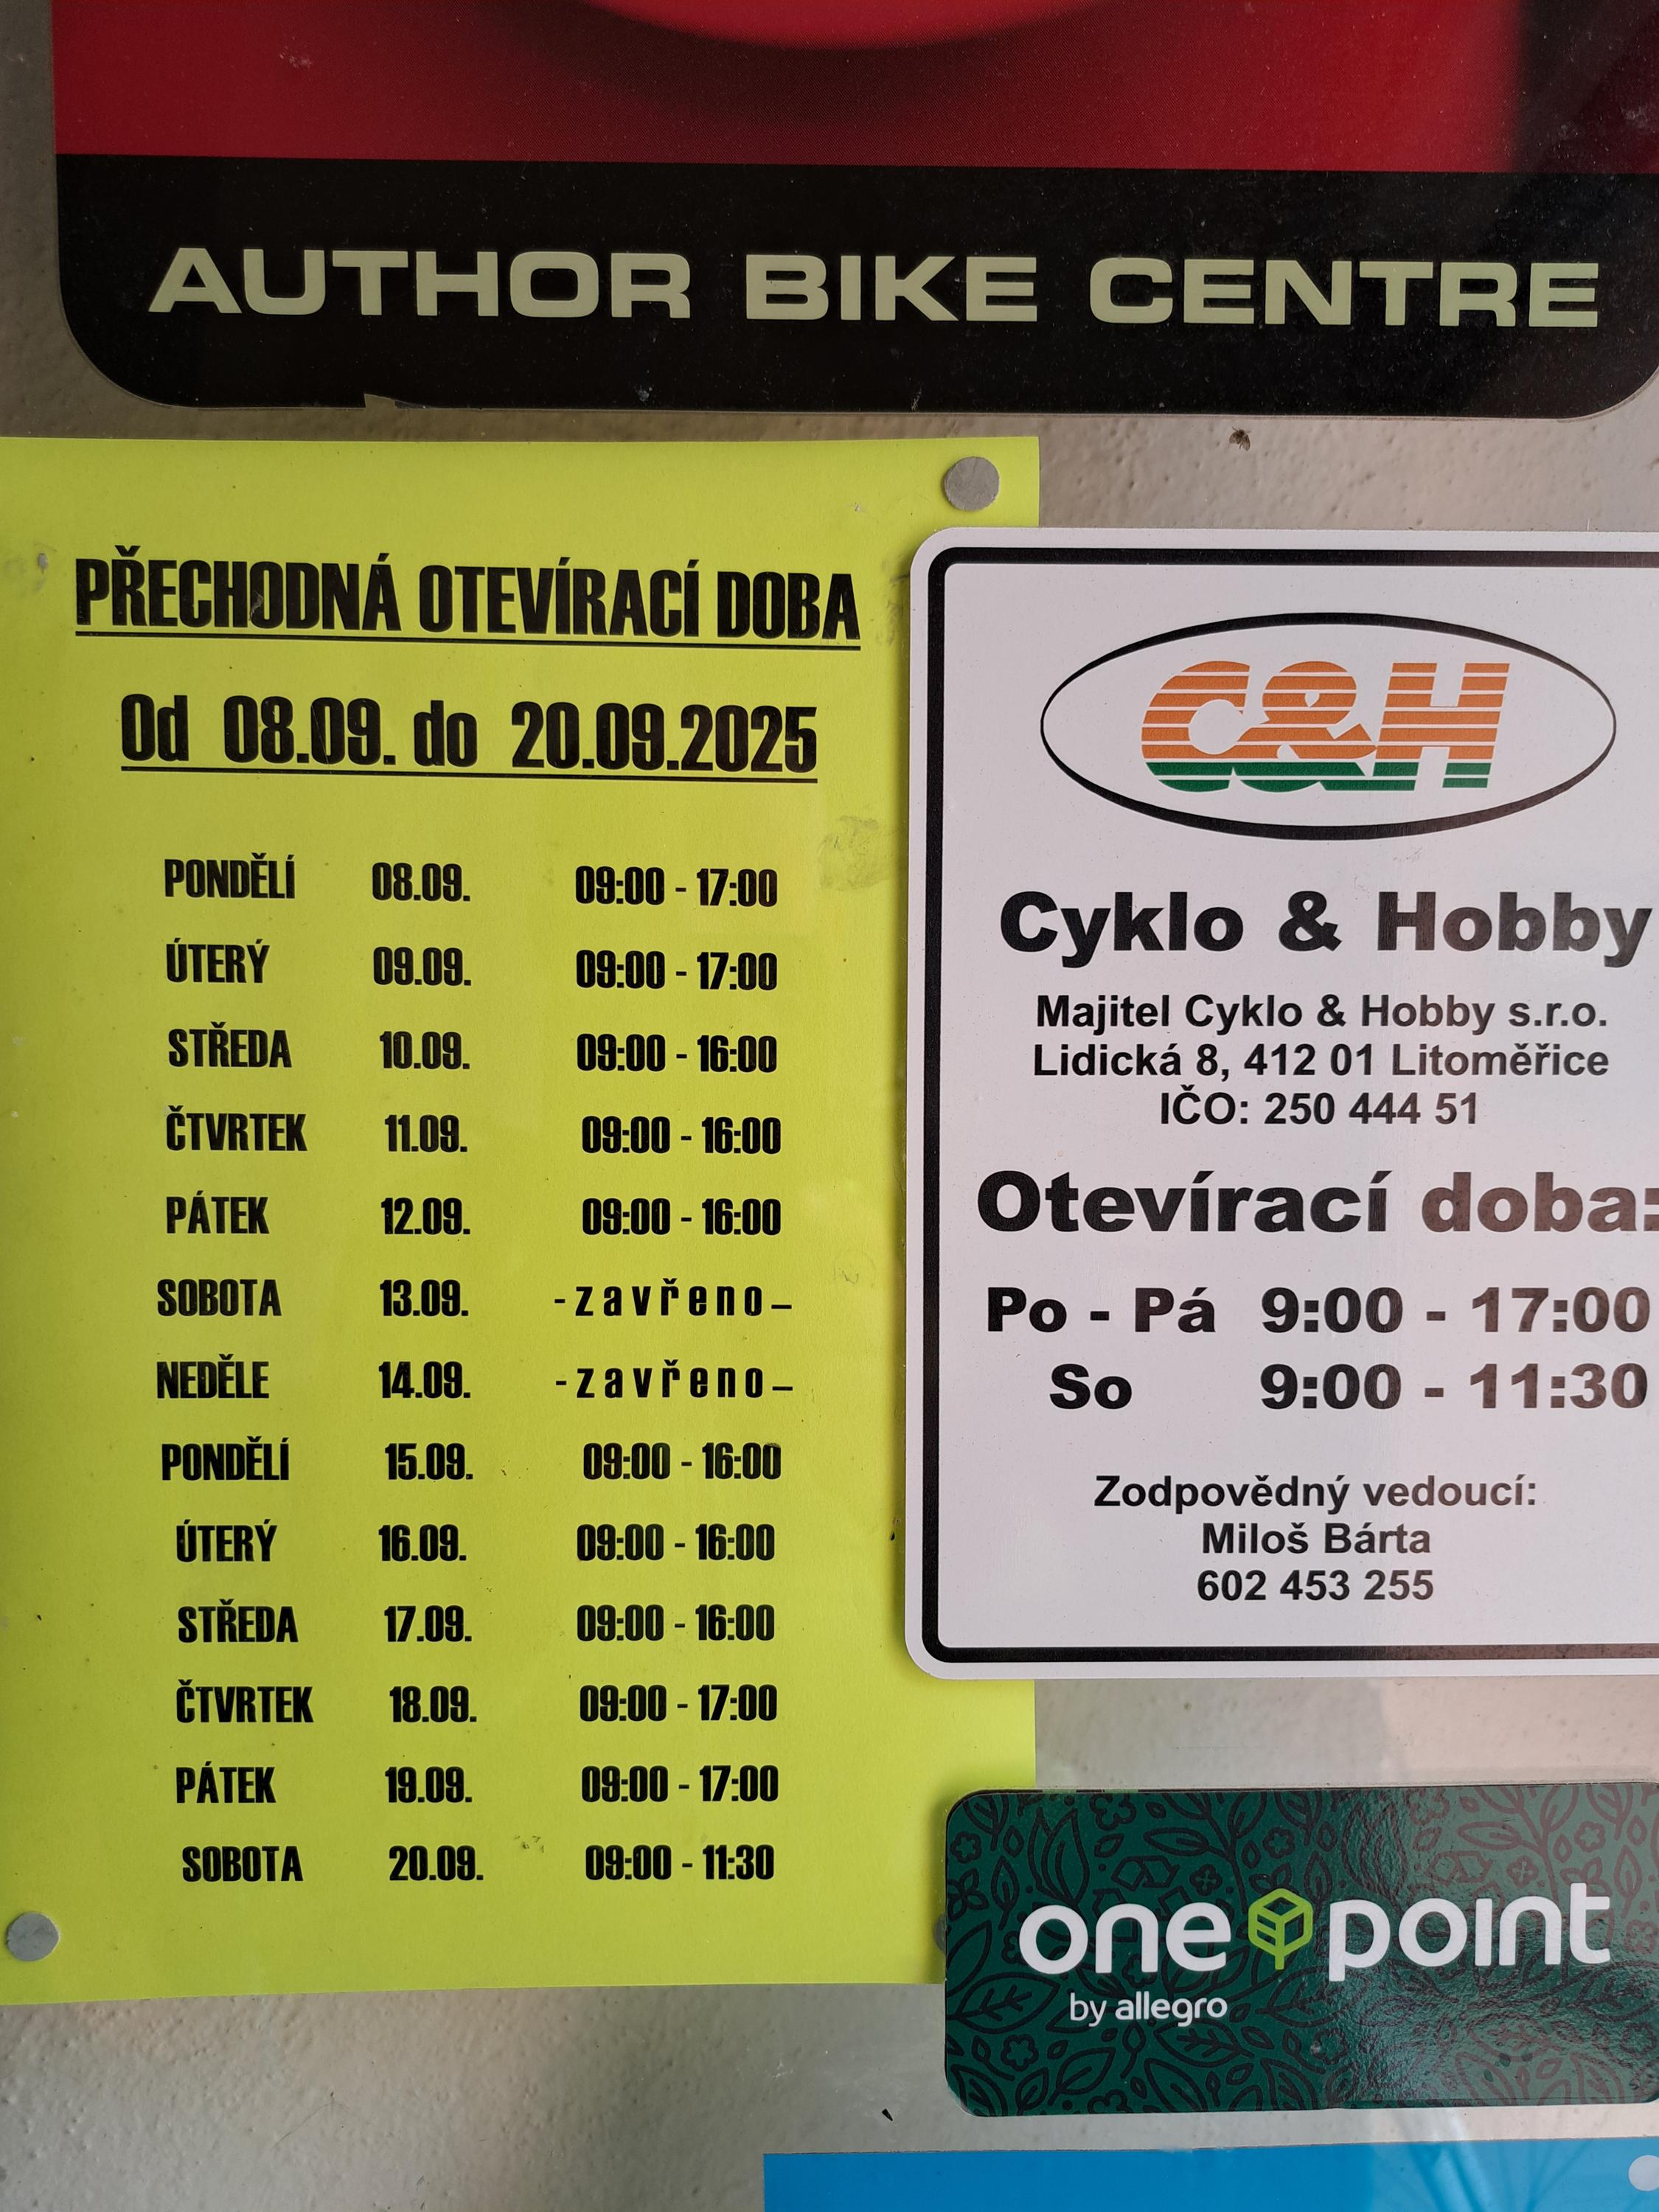 AUTHOR BIKE CENTRE
PŘECHODNÁ OTEVÍRACÍ DOBA
Od 08.09. do 20.09.2025
PONDĚLÍ 08.09. 09:00 - 17:00
ÚTERÝ 09.09. 09:00 - 17:00
STŘEDA 10.09. 09:00 - 16:00
ČTVRTEK 11.09. 09:00 - 16:00
PÁTEK 12.09. 09:00 - 16:00
SOBOTA 13.09. - z a v ř e n o –
NEDĚLE 14.09. - z a v ř e n o –
PONDĚLÍ 15.09. 09:00 - 16:00
ÚTERÝ 16.09. 09:00 - 16:00
STŘEDA 17.09. 09:00 - 16:00
ČTVRTEK 18.09. 09:00 - 17:00
PÁTEK 19.09. 09:00 - 17:00
SOBOTA 20.09. 09:00 - 11:30
C&H
Cyklo & Hobby
Majitel Cyklo & Hobby s.r.o.
Lidická 8, 412 01 Litoměřice
IČO: 250 444 51
Otevírací doba:
Po - Pá 9:00 - 17:00
So 9:00 - 11:30
Zodpovědný vedoucí:
Miloš Bárta
602 453 255
one point
by allegro